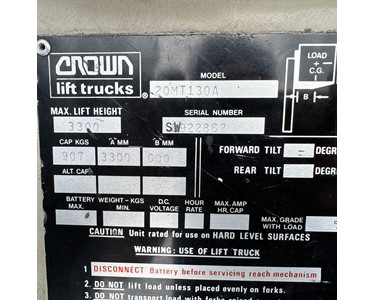 CROWN
lift trucks ®
MODEL
20MT130A
LOAD
C.G.
B
MAX. LIFT HEIGHT
3300
SERIAL NUMBER
SW922862
CAP KGS A MM B MM
907 3300 600
ALT. CAP
FORWARD TILT - DEGR
REAR TILT DEGR
BATTERY MAX. WEIGHT-KGS MIN. D.C. VOLTAGE HOUR RATE MAX. AMP HR. CAP
MAX. GRADE WITH LOAD
CAUTION Unit rated for use on HARD LEVEL SURFACES
WARNING: USE OF LIFT TRUCK
1 DISCONNECT Battery before servicing reach mechanism
2. DO NOT lift load unless placed evenly on forks.
3. DO NOT transport load with forks raised